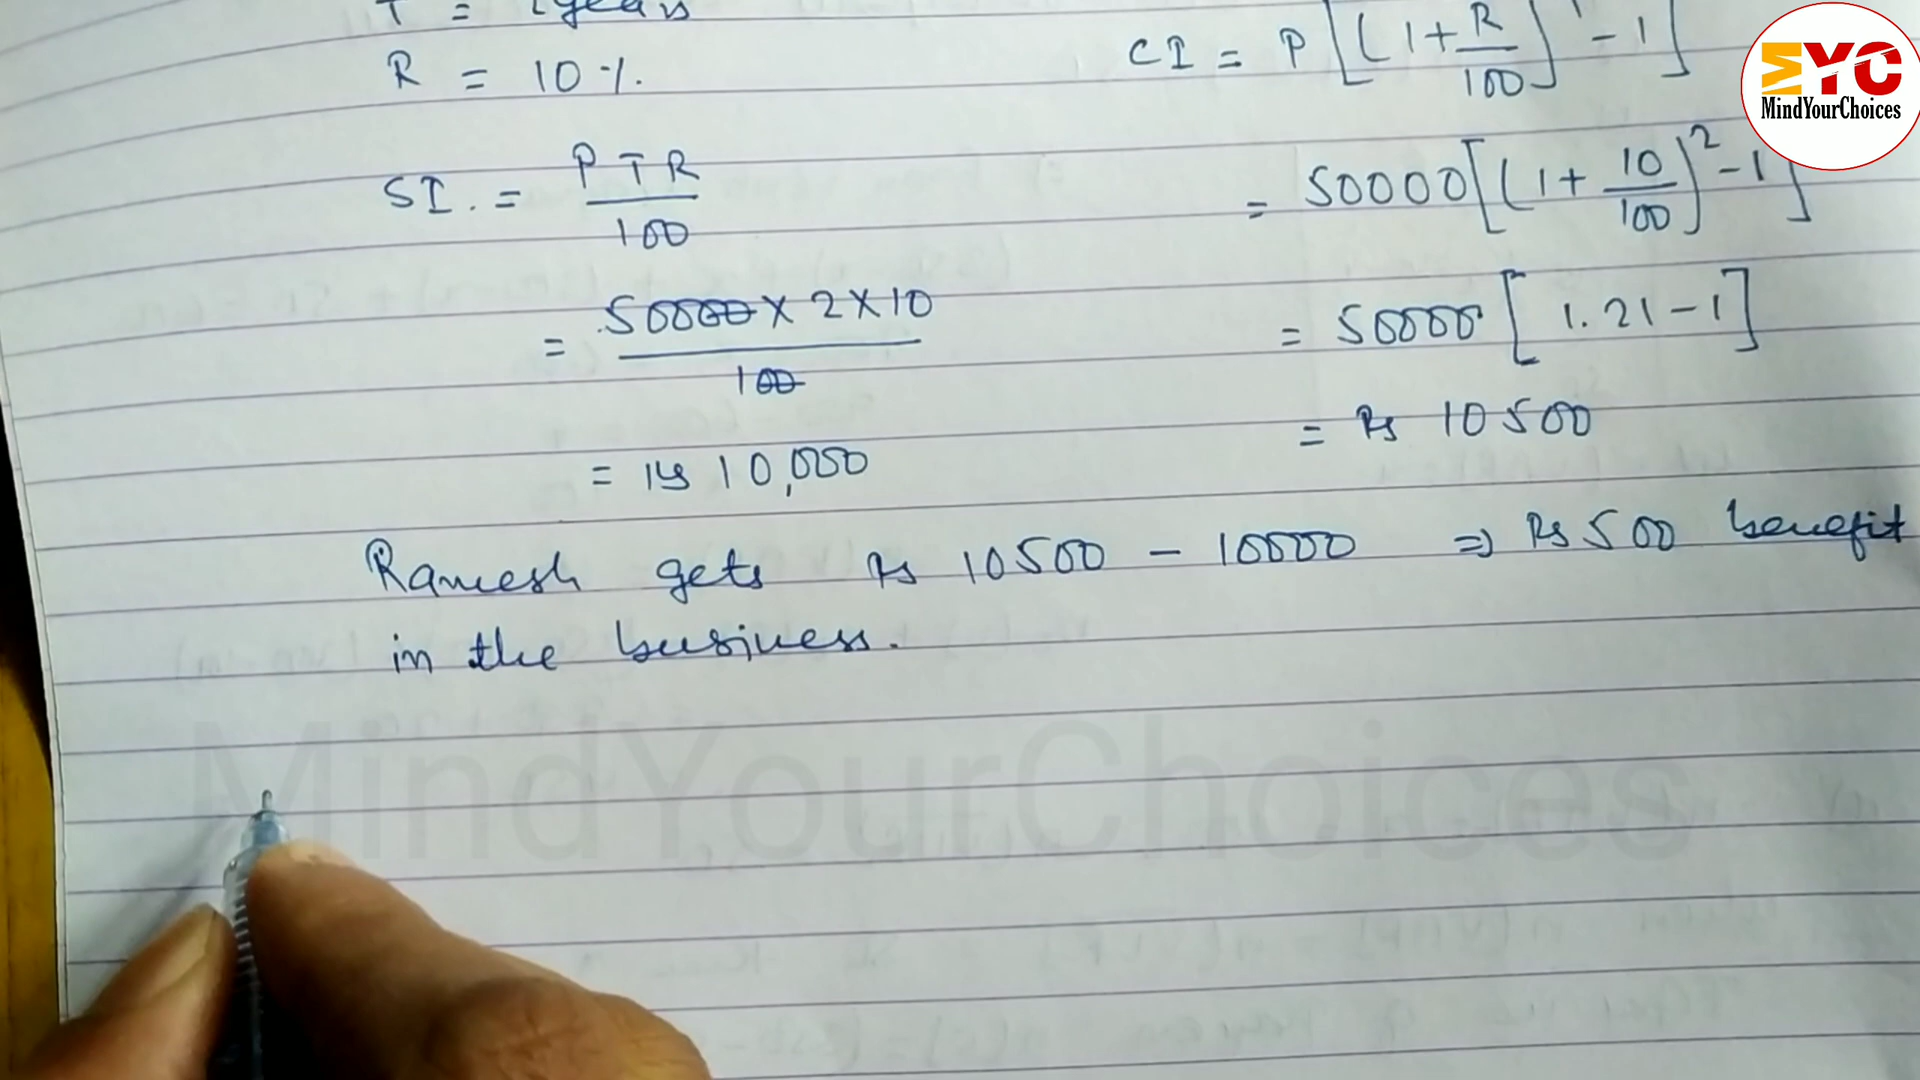 T = 2 years
R = 10 %.
SI. = P T R / 100
= 50000 X 2 X 10 / 100
= Rs 10,000
CI = P [(1 + R/100) - 1]
= 50000 [(1 + 10/100)² - 1]
= 50000 [1.21 - 1]
= Rs 10500
Ramesh gets Rs 10500 - 10000 ⇒ Rs 500 benefit
in the business.
MYC
MindYourChoices
MindYourChoices